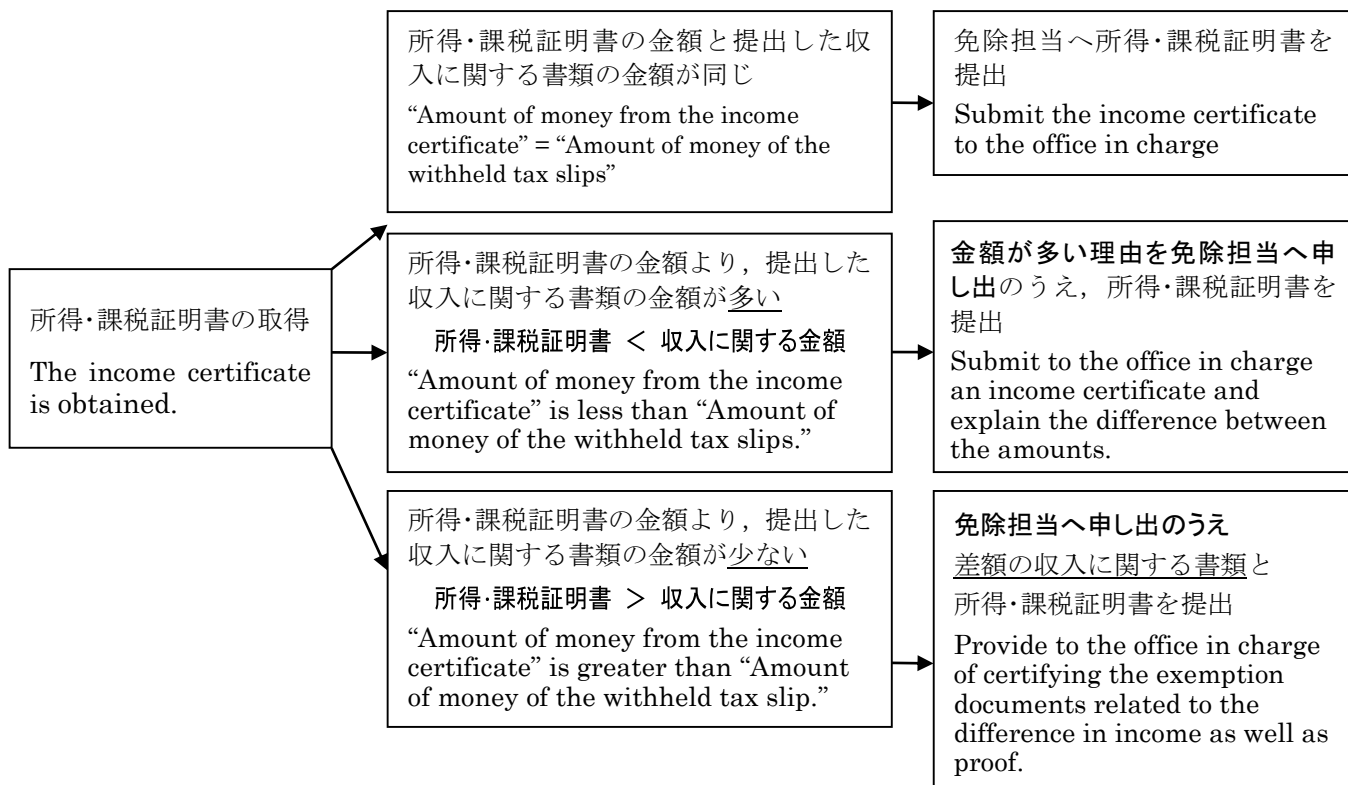 所得・課税証明書の取得
The income certificate
is obtained.
所得・課税証明書の金額と提出した収
入に関する書類の金額が同じ
“Amount of money from the income
certificate” = “Amount of money of the
withheld tax slips”
免除担当へ所得・課税証明書を
提出
Submit the income certificate
to the office in charge
所得・課税証明書の金額より，提出した
収入に関する書類の金額が多い
所得・課税証明書 ＜ 収入に関する金額
“Amount of money from the income
certificate” is less than “Amount of
money of the withheld tax slips.”
金額が多い理由を免除担当へ申
し出のうえ，所得・課税証明書を
提出
Submit to the office in charge
an income certificate and
explain the difference between
the amounts.
所得・課税証明書の金額より，提出した
収入に関する書類の金額が少ない
所得・課税証明書 ＞ 収入に関する金額
“Amount of money from the income
certificate” is greater than “Amount
of money of the withheld tax slip.”
免除担当へ申し出のうえ
差額の収入に関する書類と
所得・課税証明書を提出
Provide to the office in charge
of certifying the exemption
documents related to the
difference in income as well as
proof.